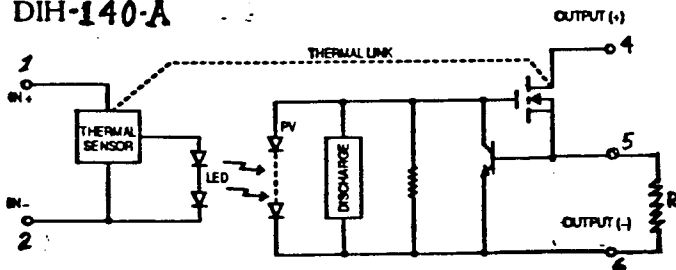 DIH-140-A
OUTPUT (+)
4
THERMAL LINK
1
IN+
THERMAL
SENSOR
PV
LED
DISCHARGE
5
IN-
2
OUTPUT (-)
6